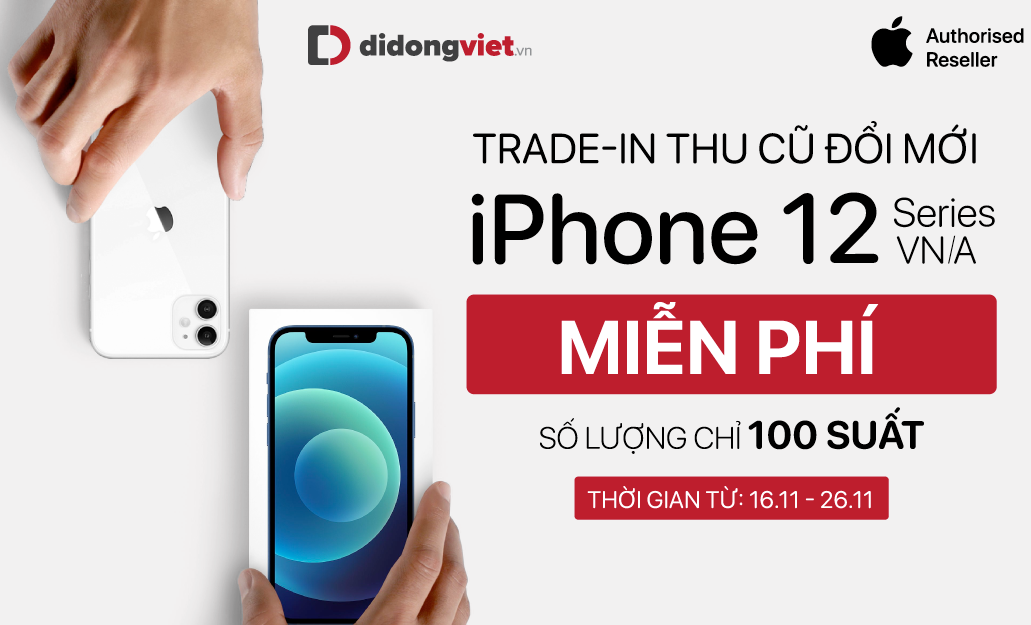 didongviet.vn
Authorised
Reseller
TRADE-IN THU CŨ ĐỔI MỚI
iPhone 12 Series
VN/A
MIỄN PHÍ
SỐ LƯỢNG CHỈ 100 SUẤT
THỜI GIAN TỪ: 16.11 - 26.11